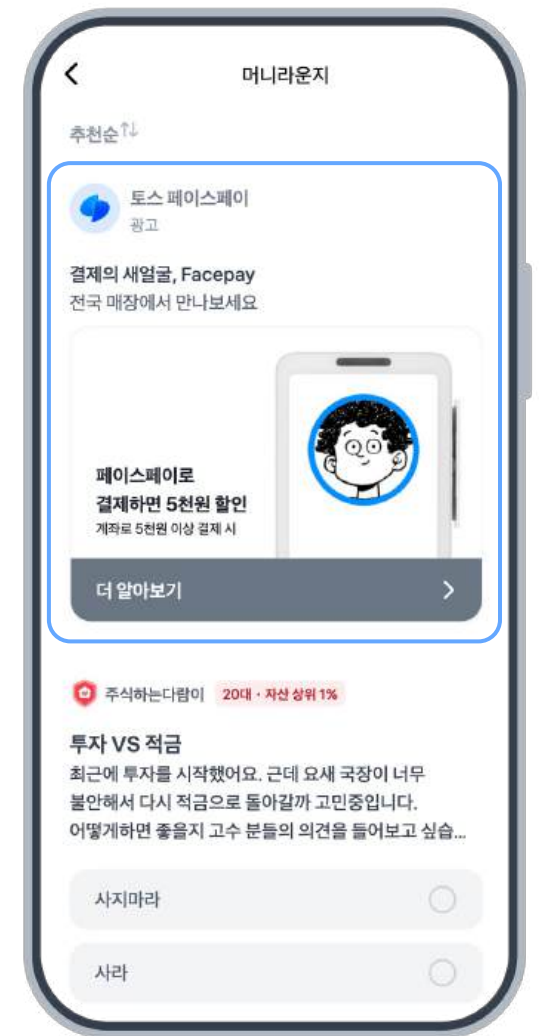 머니라운지
추천순
토스 페이스페이
광고
결제의 새얼굴, Facepay
전국 매장에서 만나보세요
페이스페이로
결제하면 5천원 할인
계좌로 5천원 이상 결제 시
더 알아보기
주식하는다람이 20대 · 자산 상위 1%
투자 VS 적금
최근에 투자를 시작했어요. 근데 요새 국장이 너무
불안해서 다시 적금으로 돌아갈까 고민중입니다.
어떻게하면 좋을지 고수 분들의 의견을 들어보고 싶습...
사지마라
사라